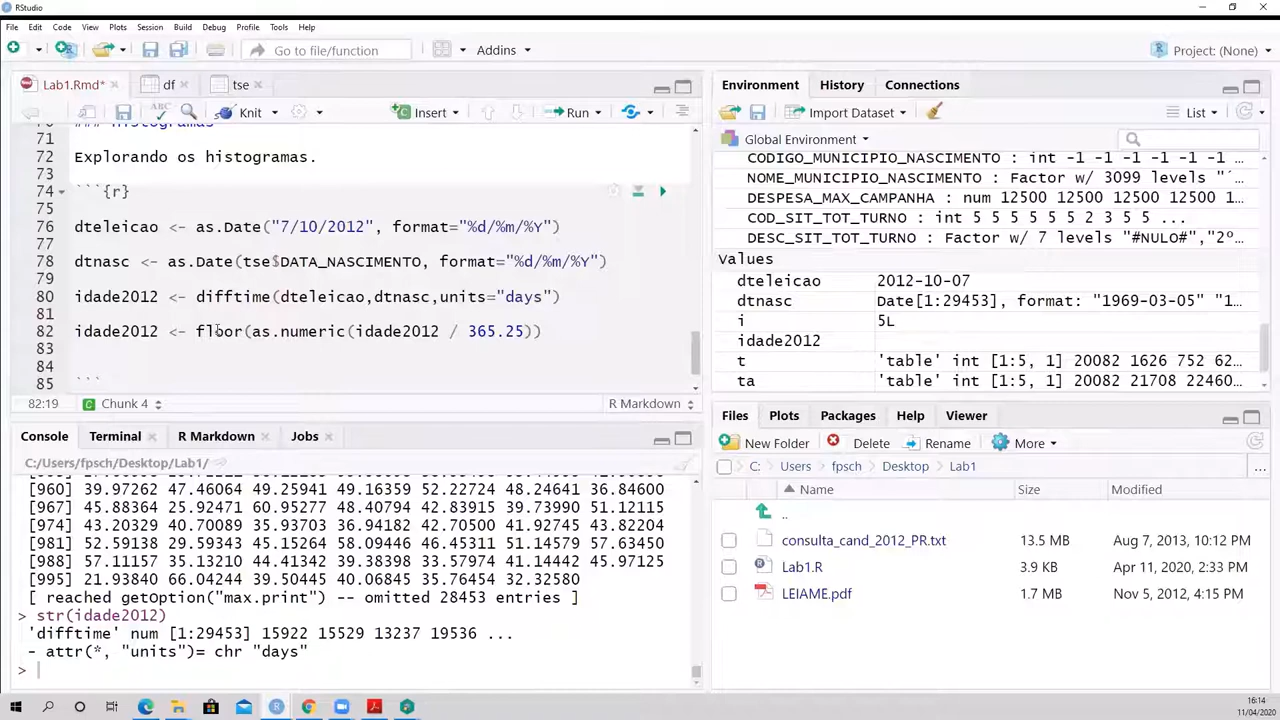 RStudio
File Edit Code View Plots Session Build Debug Profile Tools Help
Go to file/function Addins Project: (None)
Lab1.Rmd* df tse
Knit Insert Run
### Histogramas
71
72 Explorando os histogramas.
73
74 ```{r}
75
76 dteleicao <- as.Date("7/10/2012", format="%d/%m/%Y")
77
78 dtnasc <- as.Date(tse$DATA_NASCIMENTO, format="%d/%m/%Y")
79
80 idade2012 <- difftime(dteleicao,dtnasc,units="days")
81
82 idade2012 <- floor(as.numeric(idade2012 / 365.25))
83
84
85 ```
82:19 Chunk 4 R Markdown
Console Terminal R Markdown Jobs
C:/Users/fpsch/Desktop/Lab1/
[960] 39.97262 47.46064 49.25941 49.16359 52.22724 48.24641 36.84600
[967] 45.88364 25.92471 60.95277 48.40794 42.83915 39.73990 51.12115
[974] 43.20329 40.70089 35.93703 36.94182 42.70500 41.92745 43.82204
[981] 52.59138 29.59343 45.15264 58.09446 46.45311 51.14579 57.63450
[988] 57.11157 35.13210 44.41342 39.38398 33.57974 41.14442 45.97125
[995] 21.93840 66.04244 39.50445 40.06845 35.76454 32.32580
[ reached getOption("max.print") -- omitted 28453 entries ]
> str(idade2012)
'difftime' num [1:29453] 15922 15529 13237 19536 ...
- attr(*, "units")= chr "days"
>
Environment History Connections
Import Dataset List
Global Environment
CODIGO_MUNICIPIO_NASCIMENTO : int -1 -1 -1 -1 -1 -1 …
NOME_MUNICIPIO_NASCIMENTO : Factor w/ 3099 levels "´…
DESPESA_MAX_CAMPANHA : num 12500 12500 12500 12500 1…
COD_SIT_TOT_TURNO : int 5 5 5 5 5 2 3 5 5 ...
DESC_SIT_TOT_TURNO : Factor w/ 7 levels "#NULO#","2º…
Values
dteleicao 2012-10-07
dtnasc Date[1:29453], format: "1969-03-05" "1…
i 5L
idade2012
t 'table' int [1:5, 1] 20082 1626 752 62…
ta 'table' int [1:5, 1] 20082 21708 22460…
Files Plots Packages Help Viewer
New Folder Delete Rename More
C: Users fpsch Desktop Lab1 ...
Name Size Modified
..
consulta_cand_2012_PR.txt 13.5 MB Aug 7, 2013, 10:12 PM
Lab1.R 3.9 KB Apr 11, 2020, 2:33 PM
LEIAME.pdf 1.7 MB Nov 5, 2012, 4:15 PM
16:14
11/04/2020